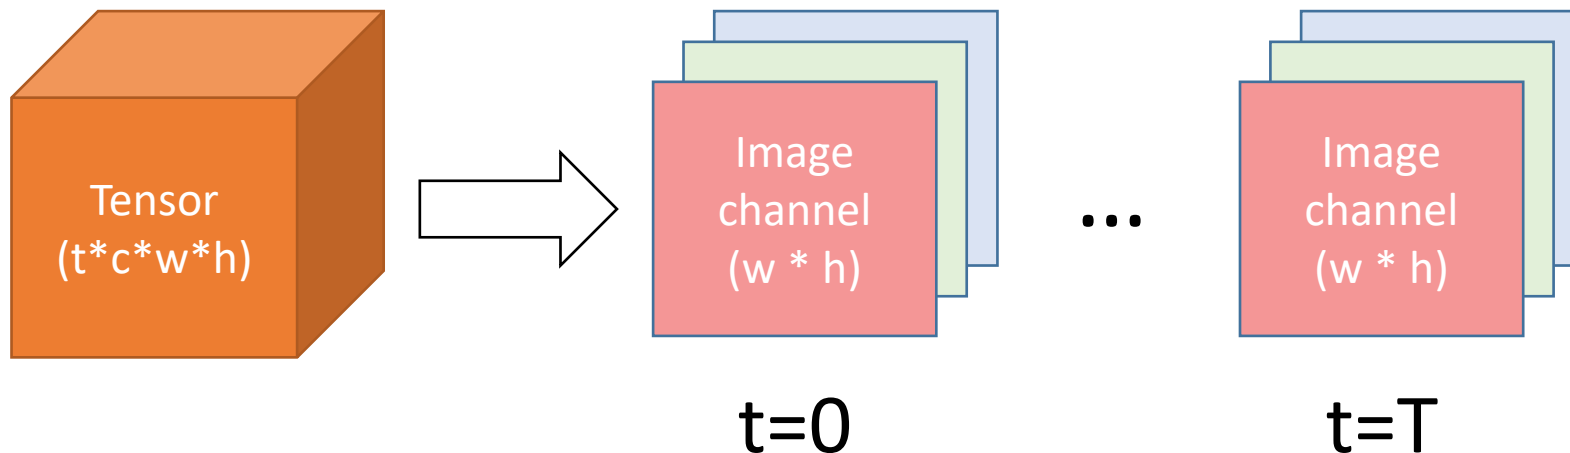 Tensor
(t*c*w*h)
Image
channel
(w * h)
t=0
...
Image
channel
(w * h)
t=T